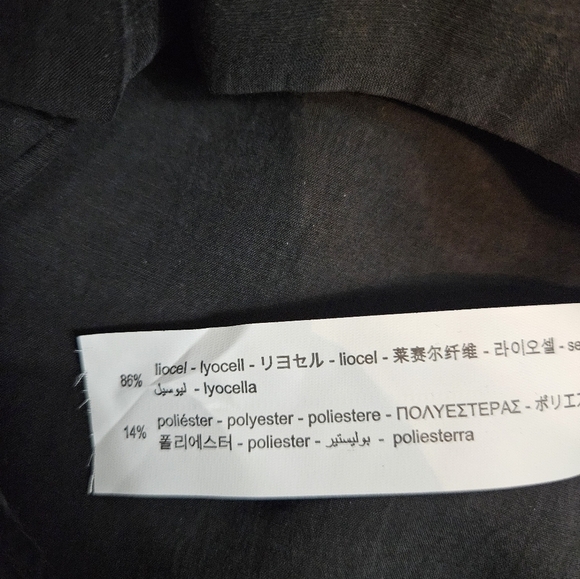 86% liocel - lyocell - リヨセル - liocel - 莱赛尔纤维 - 라이오셀 - se
ليوسيل - lyocella
14% poliéster - polyester - poliestere - ΠΟΛΥΕΣΤΕΡΑΣ - ポリエス
폴리에스터 - poliester - بوليستير - poliesterra